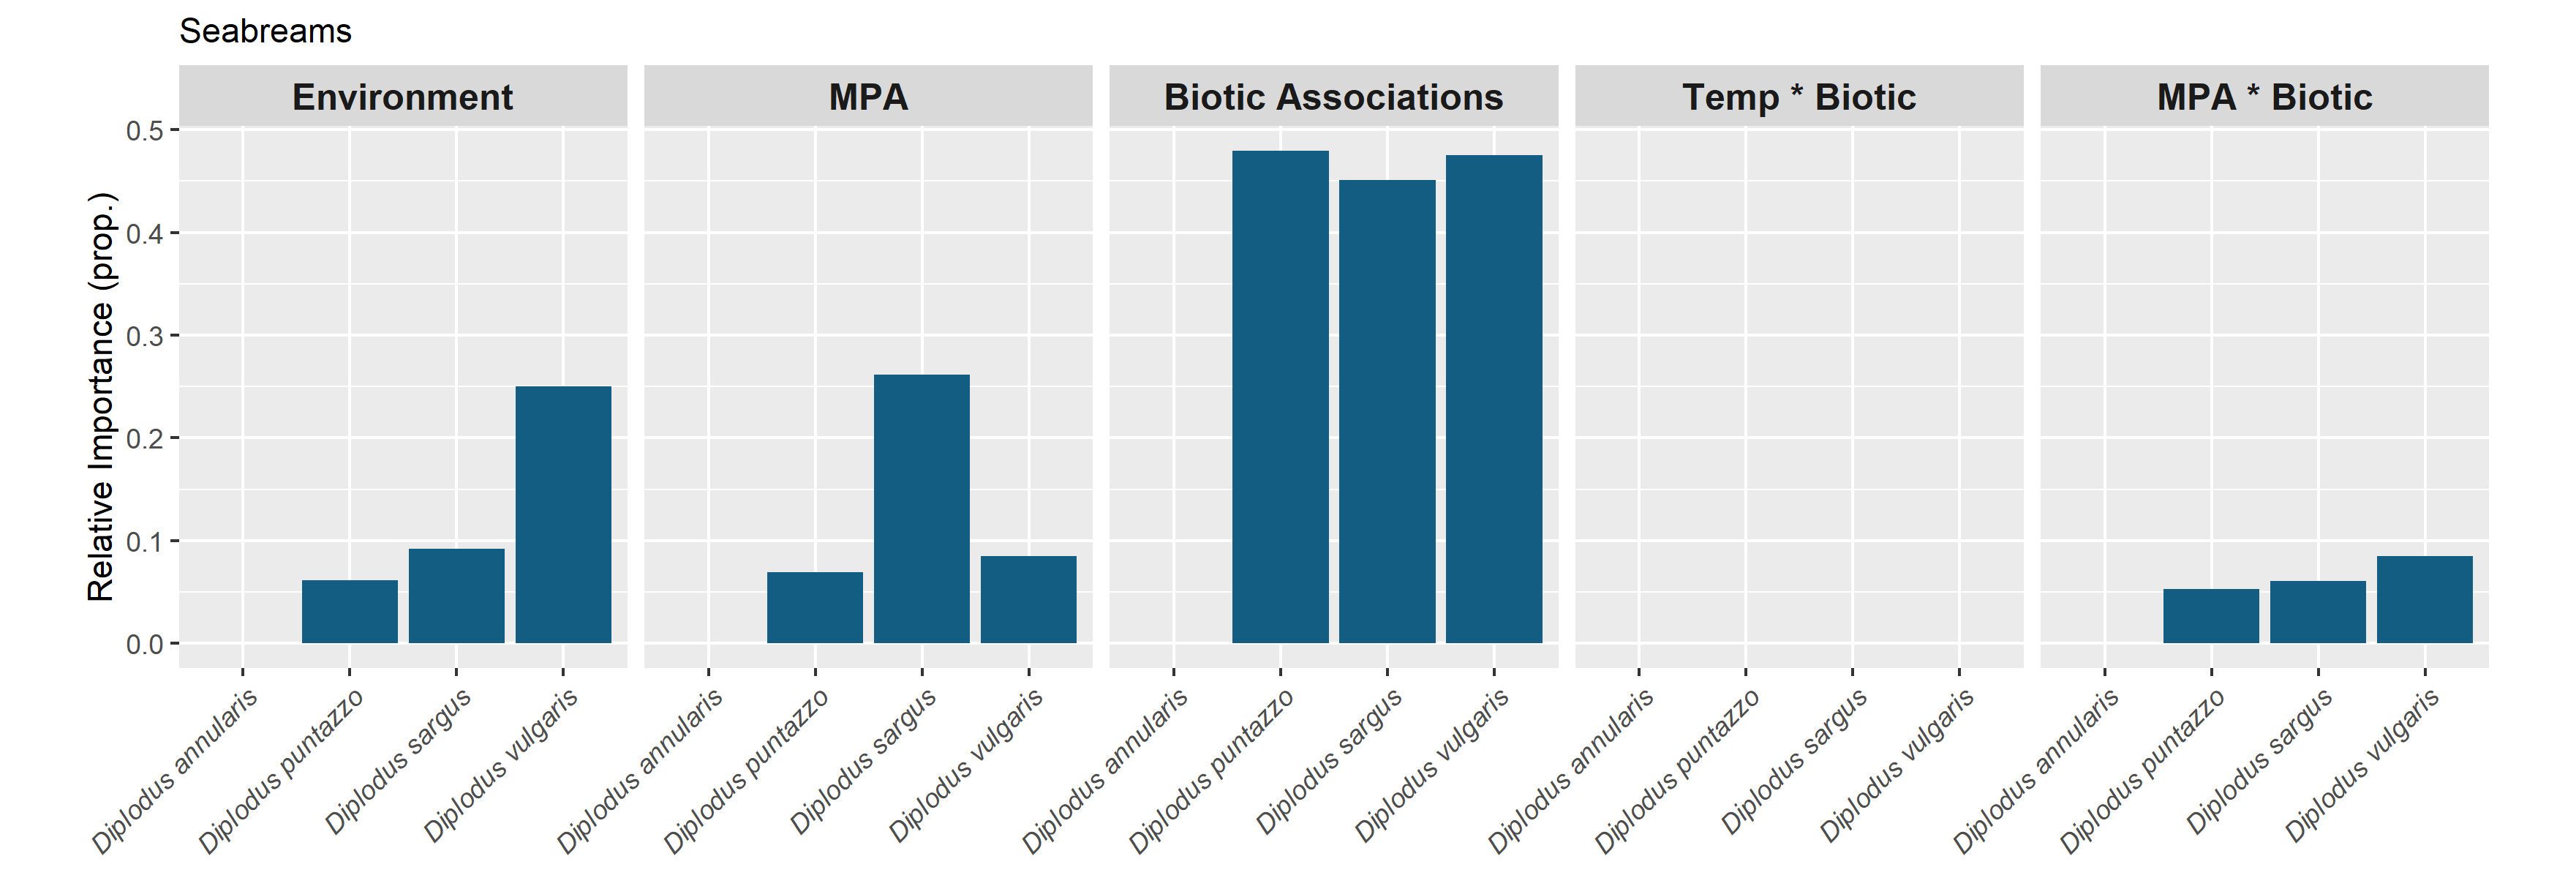 Seabreams
Environment
MPA
Biotic Associations
Temp * Biotic
MPA * Biotic
Relative Importance (prop.)
0.5
0.4
0.3
0.2
0.1
0.0
Diplodus annularis
Diplodus puntazzo
Diplodus sargus
Diplodus vulgaris
Diplodus annularis
Diplodus puntazzo
Diplodus sargus
Diplodus vulgaris
Diplodus annularis
Diplodus puntazzo
Diplodus sargus
Diplodus vulgaris
Diplodus annularis
Diplodus puntazzo
Diplodus sargus
Diplodus vulgaris
Diplodus annularis
Diplodus puntazzo
Diplodus sargus
Diplodus vulgaris